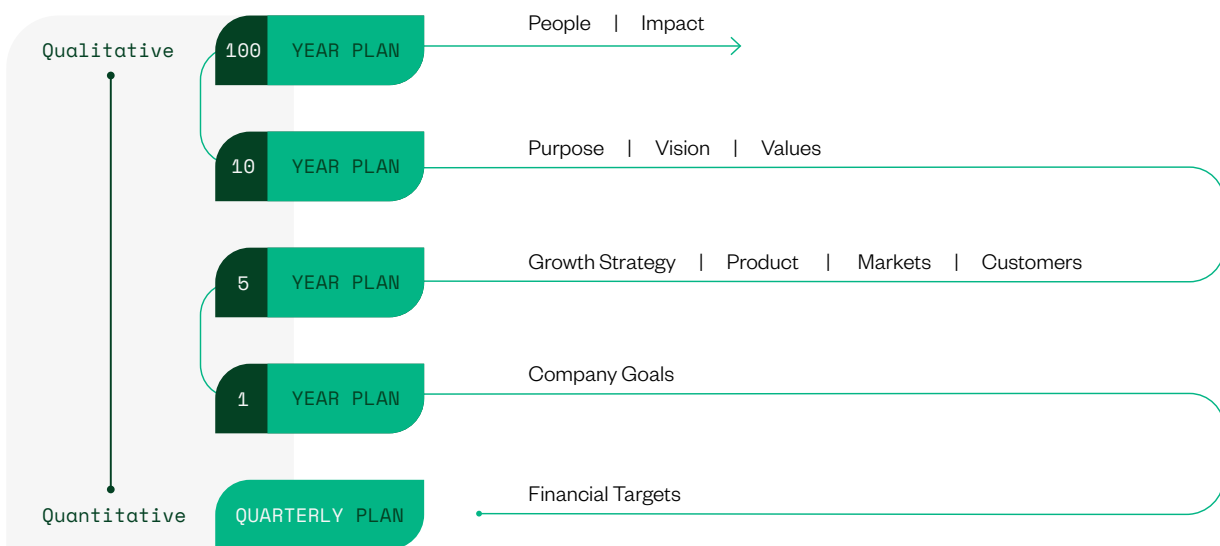 Qualitative
100 YEAR PLAN
People | Impact
10 YEAR PLAN
Purpose | Vision | Values
5 YEAR PLAN
Growth Strategy | Product | Markets | Customers
1 YEAR PLAN
Company Goals
Quantitative
QUARTERLY PLAN
Financial Targets